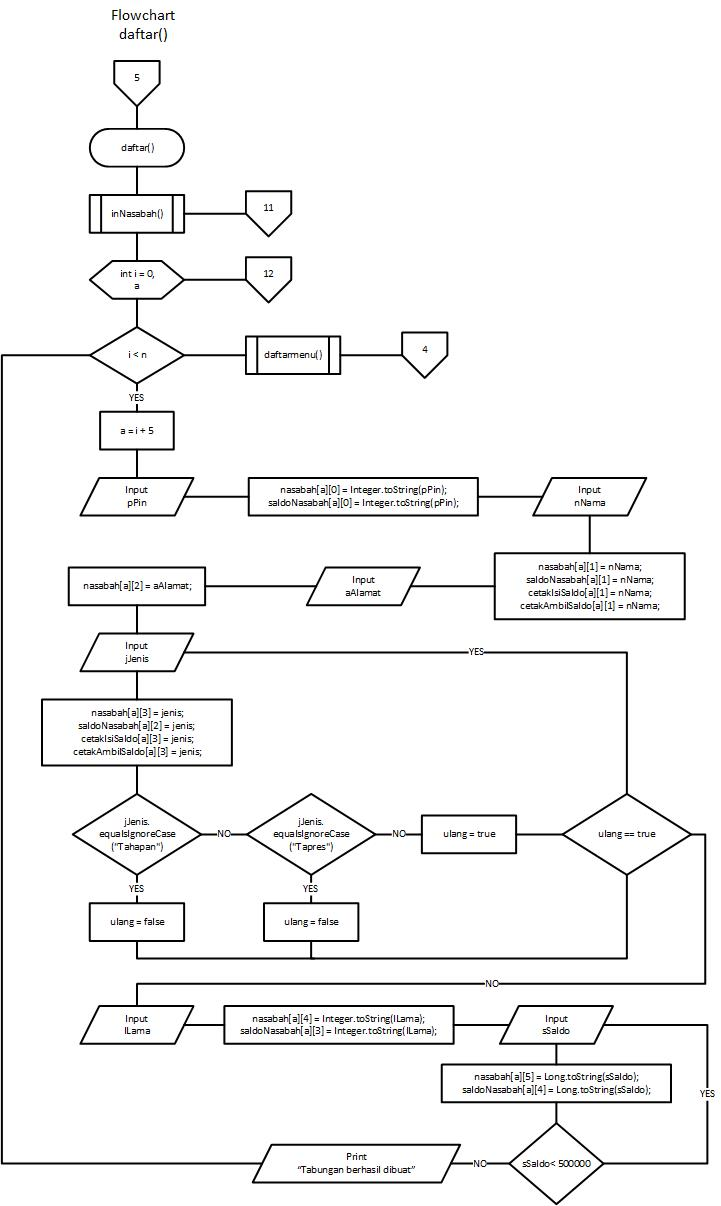 Flowchart
daftar()
5
daftar()
inNasabah()
11
int i = 0,
a
12
i < n
daftarmenu()
4
YES
a = i + 5
Input
pPin
nasabah[a][0] = Integer.toString(pPin);
saldoNasabah[a][0] = Integer.toString(pPin);
Input
nNama
nasabah[a][1] = nNama;
saldoNasabah[a][1] = nNama;
cetakIsiSaldo[a][1] = nNama;
cetakAmbilSaldo[a][1] = nNama;
Input
aAlamat
nasabah[a][2] = aAlamat;
Input
jJenis
YES
nasabah[a][3] = jenis;
saldoNasabah[a][2] = jenis;
cetakIsiSaldo[a][3] = jenis;
cetakAmbilSaldo[a][3] = jenis;
jJenis.
equalsIgnoreCase
("Tahapan")
NO
jJenis.
equalsIgnoreCase
("Tapres")
NO
ulang = true
ulang == true
YES
YES
ulang = false
ulang = false
NO
Input
lLama
nasabah[a][4] = Integer.toString(lLama);
saldoNasabah[a][3] = Integer.toString(lLama);
Input
sSaldo
nasabah[a][5] = Long.toString(sSaldo);
saldoNasabah[a][4] = Long.toString(sSaldo);
YES
sSaldo< 500000
NO
Print
"Tabungan berhasil dibuat"